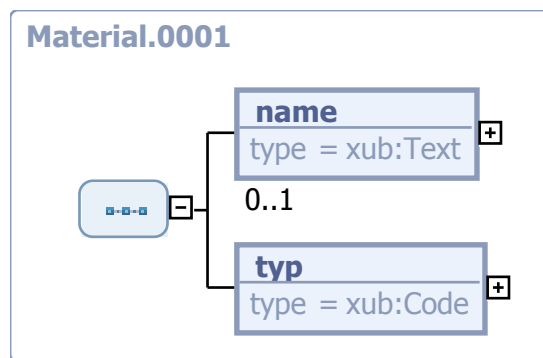 Material.0001
name
type = xub:Text
0..1
typ
type = xub:Code